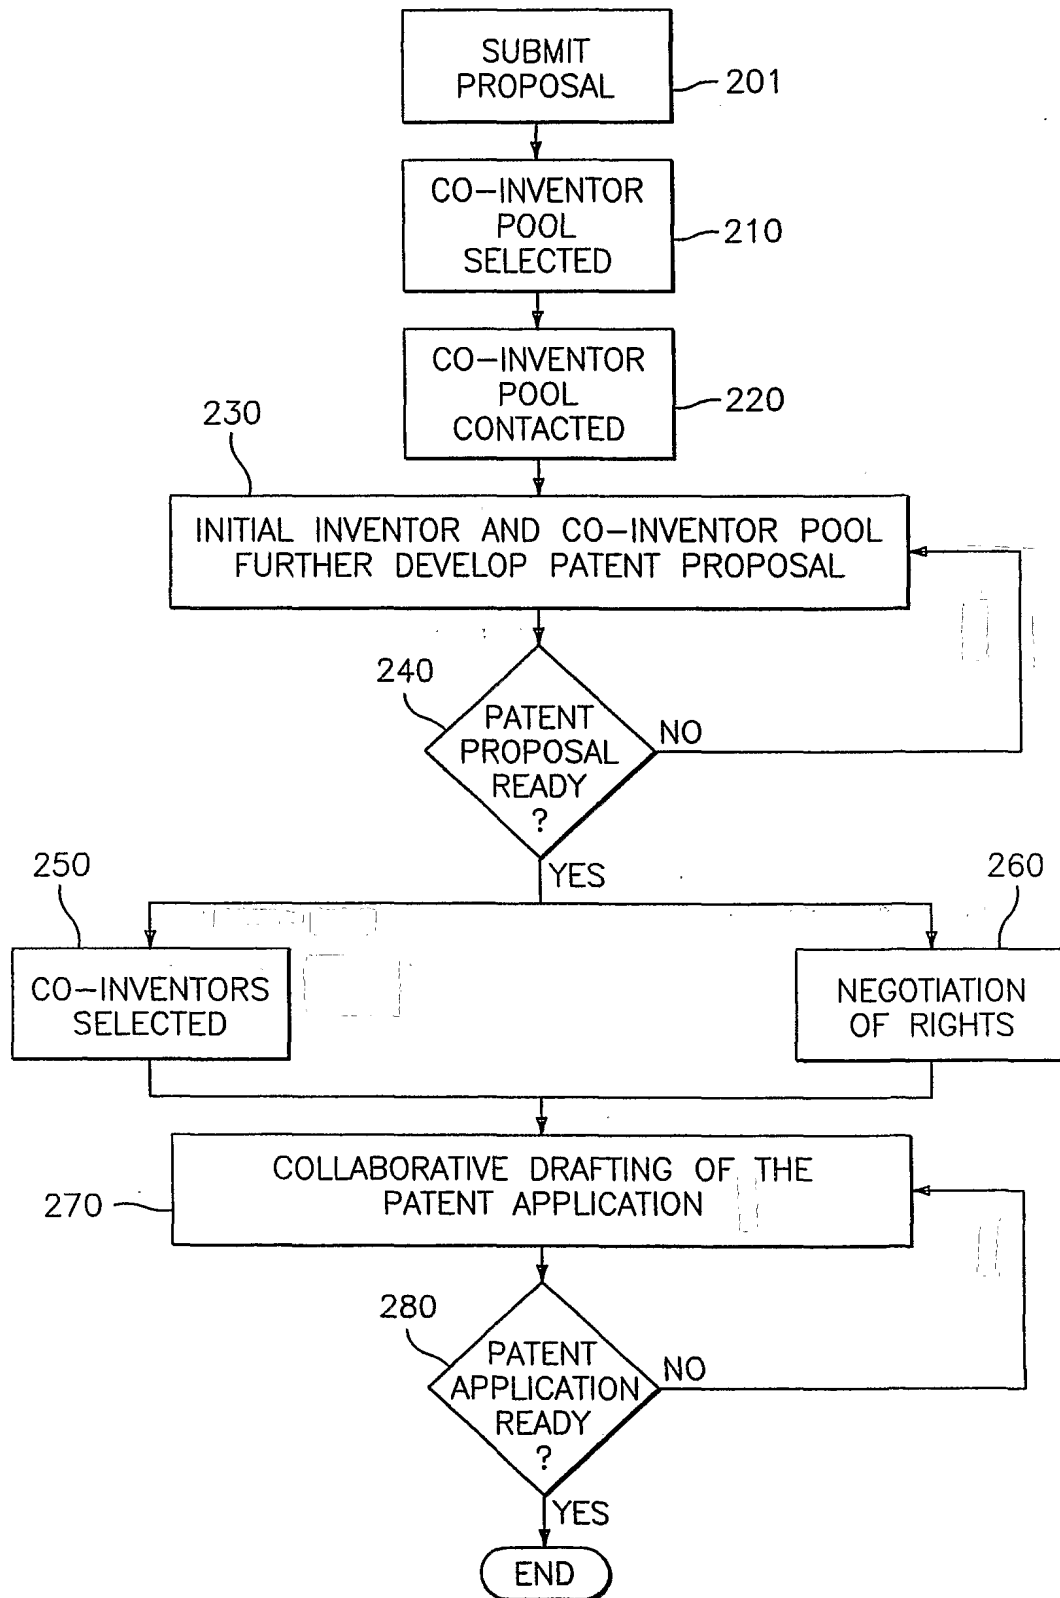 SUBMIT
PROPOSAL
201
CO-INVENTOR
POOL
SELECTED
210
CO-INVENTOR
POOL
CONTACTED
220
230
INITIAL INVENTOR AND CO-INVENTOR POOL
FURTHER DEVELOP PATENT PROPOSAL
240
PATENT
PROPOSAL
READY
?
NO
YES
250
CO-INVENTORS
SELECTED
260
NEGOTIATION
OF RIGHTS
270
COLLABORATIVE DRAFTING OF THE
PATENT APPLICATION
280
PATENT
APPLICATION
READY
?
NO
YES
END